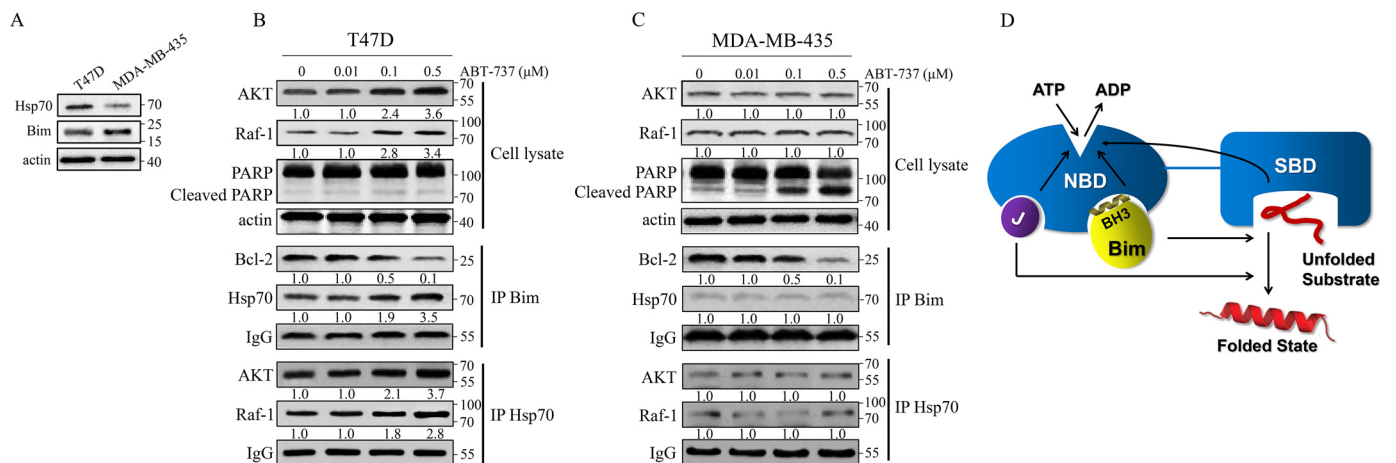 A
T47D
MDA-MB-435
Hsp70
70
Bim
25
15
actin
40
B
T47D
0 0.01 0.1 0.5 ABT-737 (μM)
AKT
70
55
1.0 1.0 2.4 3.6
Raf-1
100
70
1.0 1.0 2.8 3.4
PARP
100
Cleaved PARP
70
actin
40
Cell lysate
Bcl-2
25
1.0 1.0 0.5 0.1
Hsp70
70
1.0 1.0 1.9 3.5
IgG
55
IP Bim
AKT
70
55
1.0 1.0 2.1 3.7
Raf-1
100
70
1.0 1.0 1.8 2.8
IgG
55
IP Hsp70
C
MDA-MB-435
0 0.01 0.1 0.5 ABT-737 (μM)
AKT
70
55
1.0 1.0 1.0 1.0
Raf-1
100
70
1.0 1.0 1.0 1.0
PARP
100
Cleaved PARP
70
actin
40
Cell lysate
Bcl-2
25
1.0 1.0 0.5 0.1
Hsp70
70
1.0 1.0 1.0 1.0
IgG
55
IP Bim
AKT
70
55
1.0 1.0 1.0 1.0
Raf-1
100
70
1.0 1.0 1.0 1.0
IgG
55
IP Hsp70
D
ATP
ADP
NBD
SBD
J
BH3
Bim
Unfolded
Substrate
Folded State